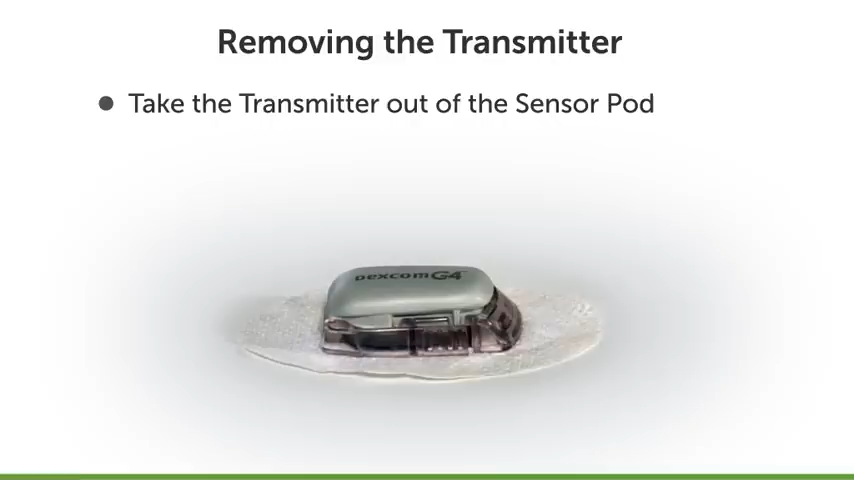 Removing the Transmitter
● Take the Transmitter out of the Sensor Pod
Dexcom G4